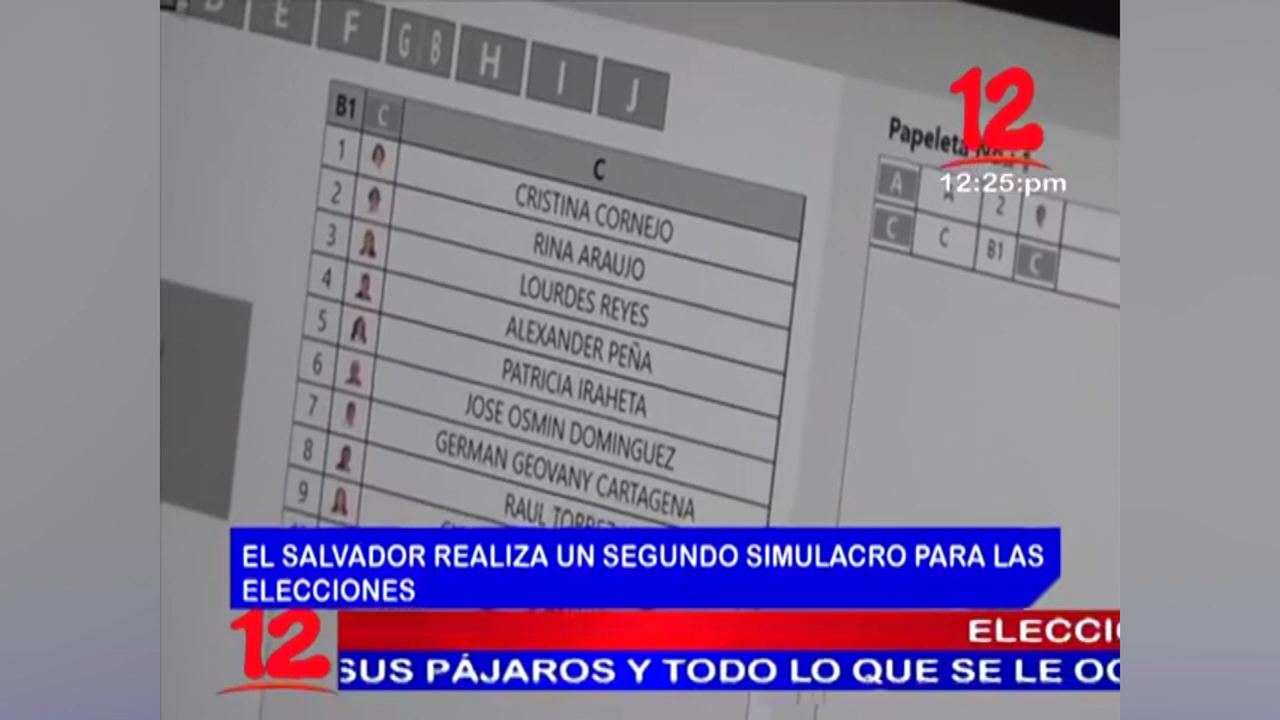 E F G B H I J
B1 C C
1 CRISTINA CORNEJO
2 RINA ARAUJO
3 LOURDES REYES
4 ALEXANDER PEÑA
5 PATRICIA IRAHETA
6 JOSE OSMIN DOMINGUEZ
7 GERMAN GEOVANY CARTAGENA
8 RAUL
9
Papeleta
A A 2
C C B1 C
12
12:25:pm
EL SALVADOR REALIZA UN SEGUNDO SIMULACRO PARA LAS
ELECCIONES
12
ELECCI
SUS PÁJAROS Y TODO LO QUE SE LE